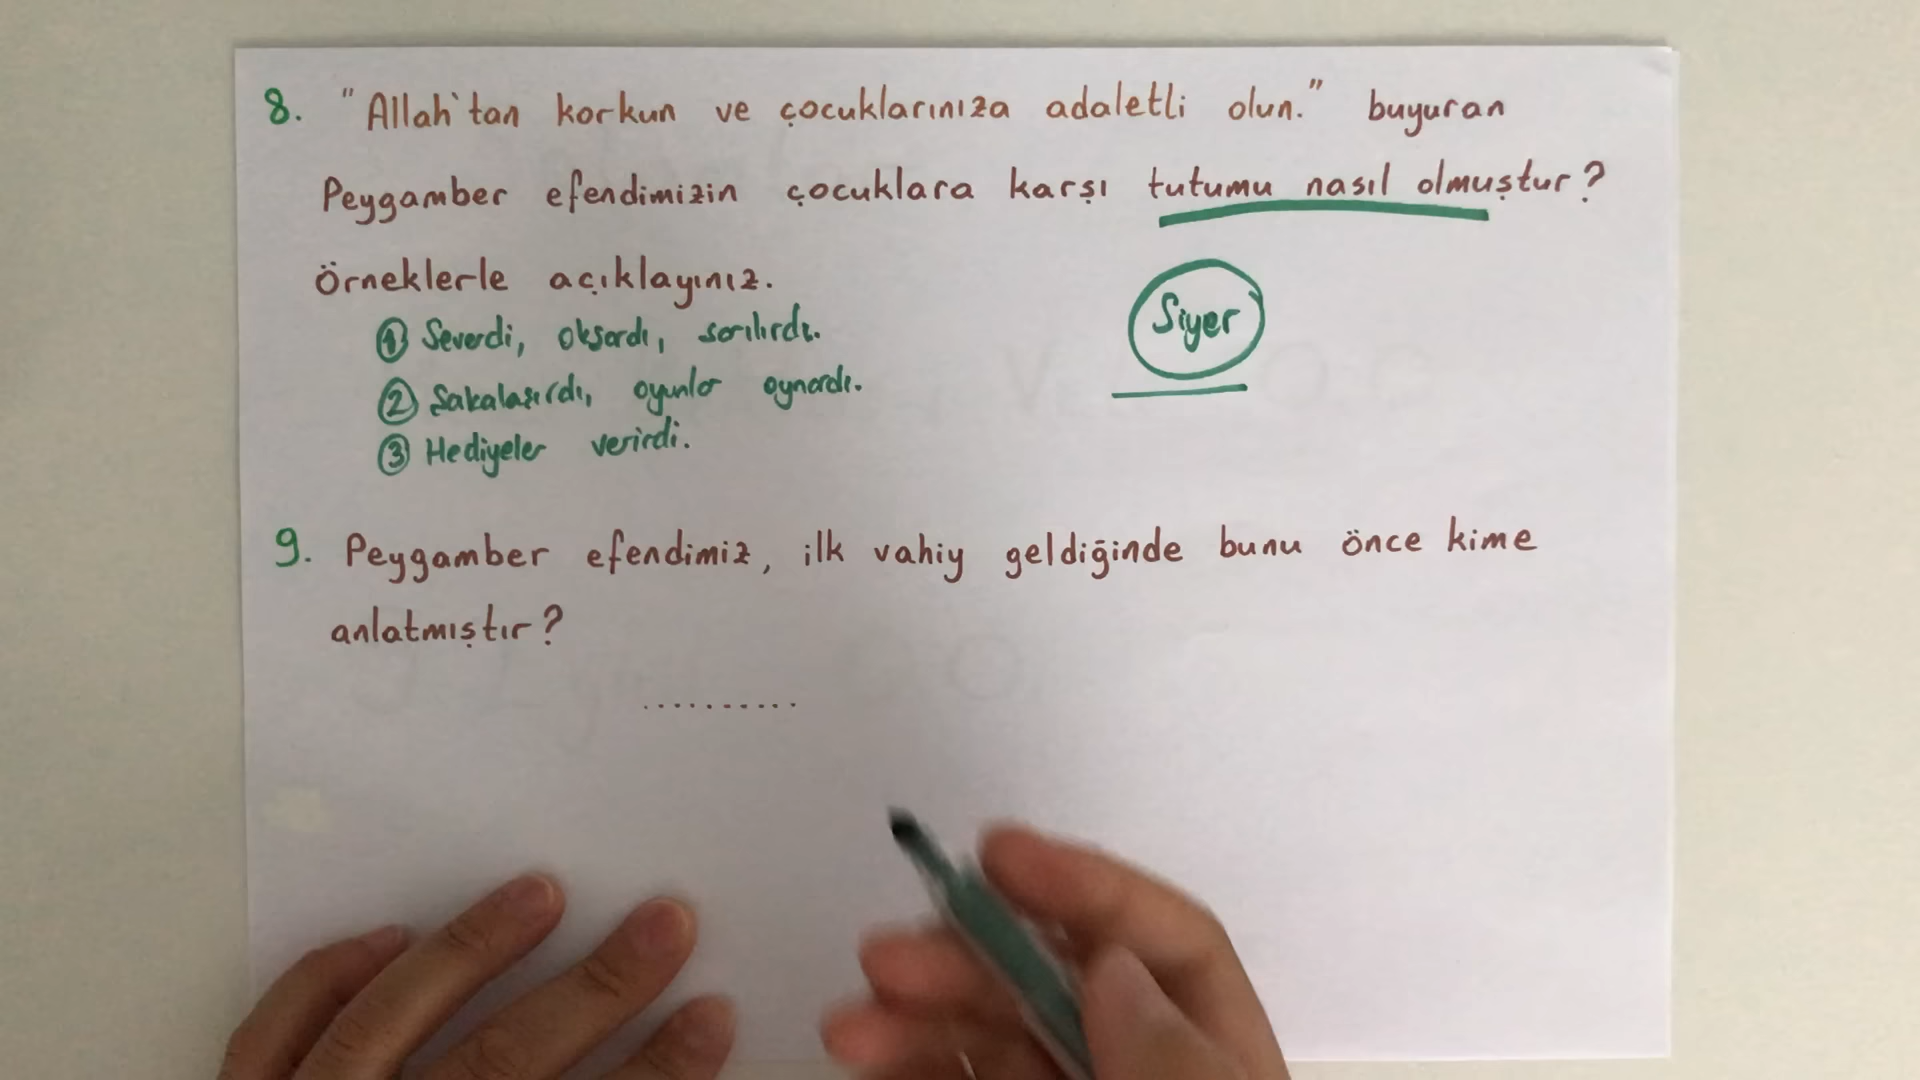 8. "Allah'tan korkun ve çocuklarınıza adaletli olun." buyuran
Peygamber efendimizin çocuklara karşı tutumu nasıl olmuştur?
Örneklerle açıklayınız.
Siyer
① Severdi, okşardı, sarılırdı.
② Şakalaşırdı, oyunlar oynardı.
③ Hediyeler verirdi.
9. Peygamber efendimiz, ilk vahiy geldiğinde bunu önce kime
anlatmıştır?
..........